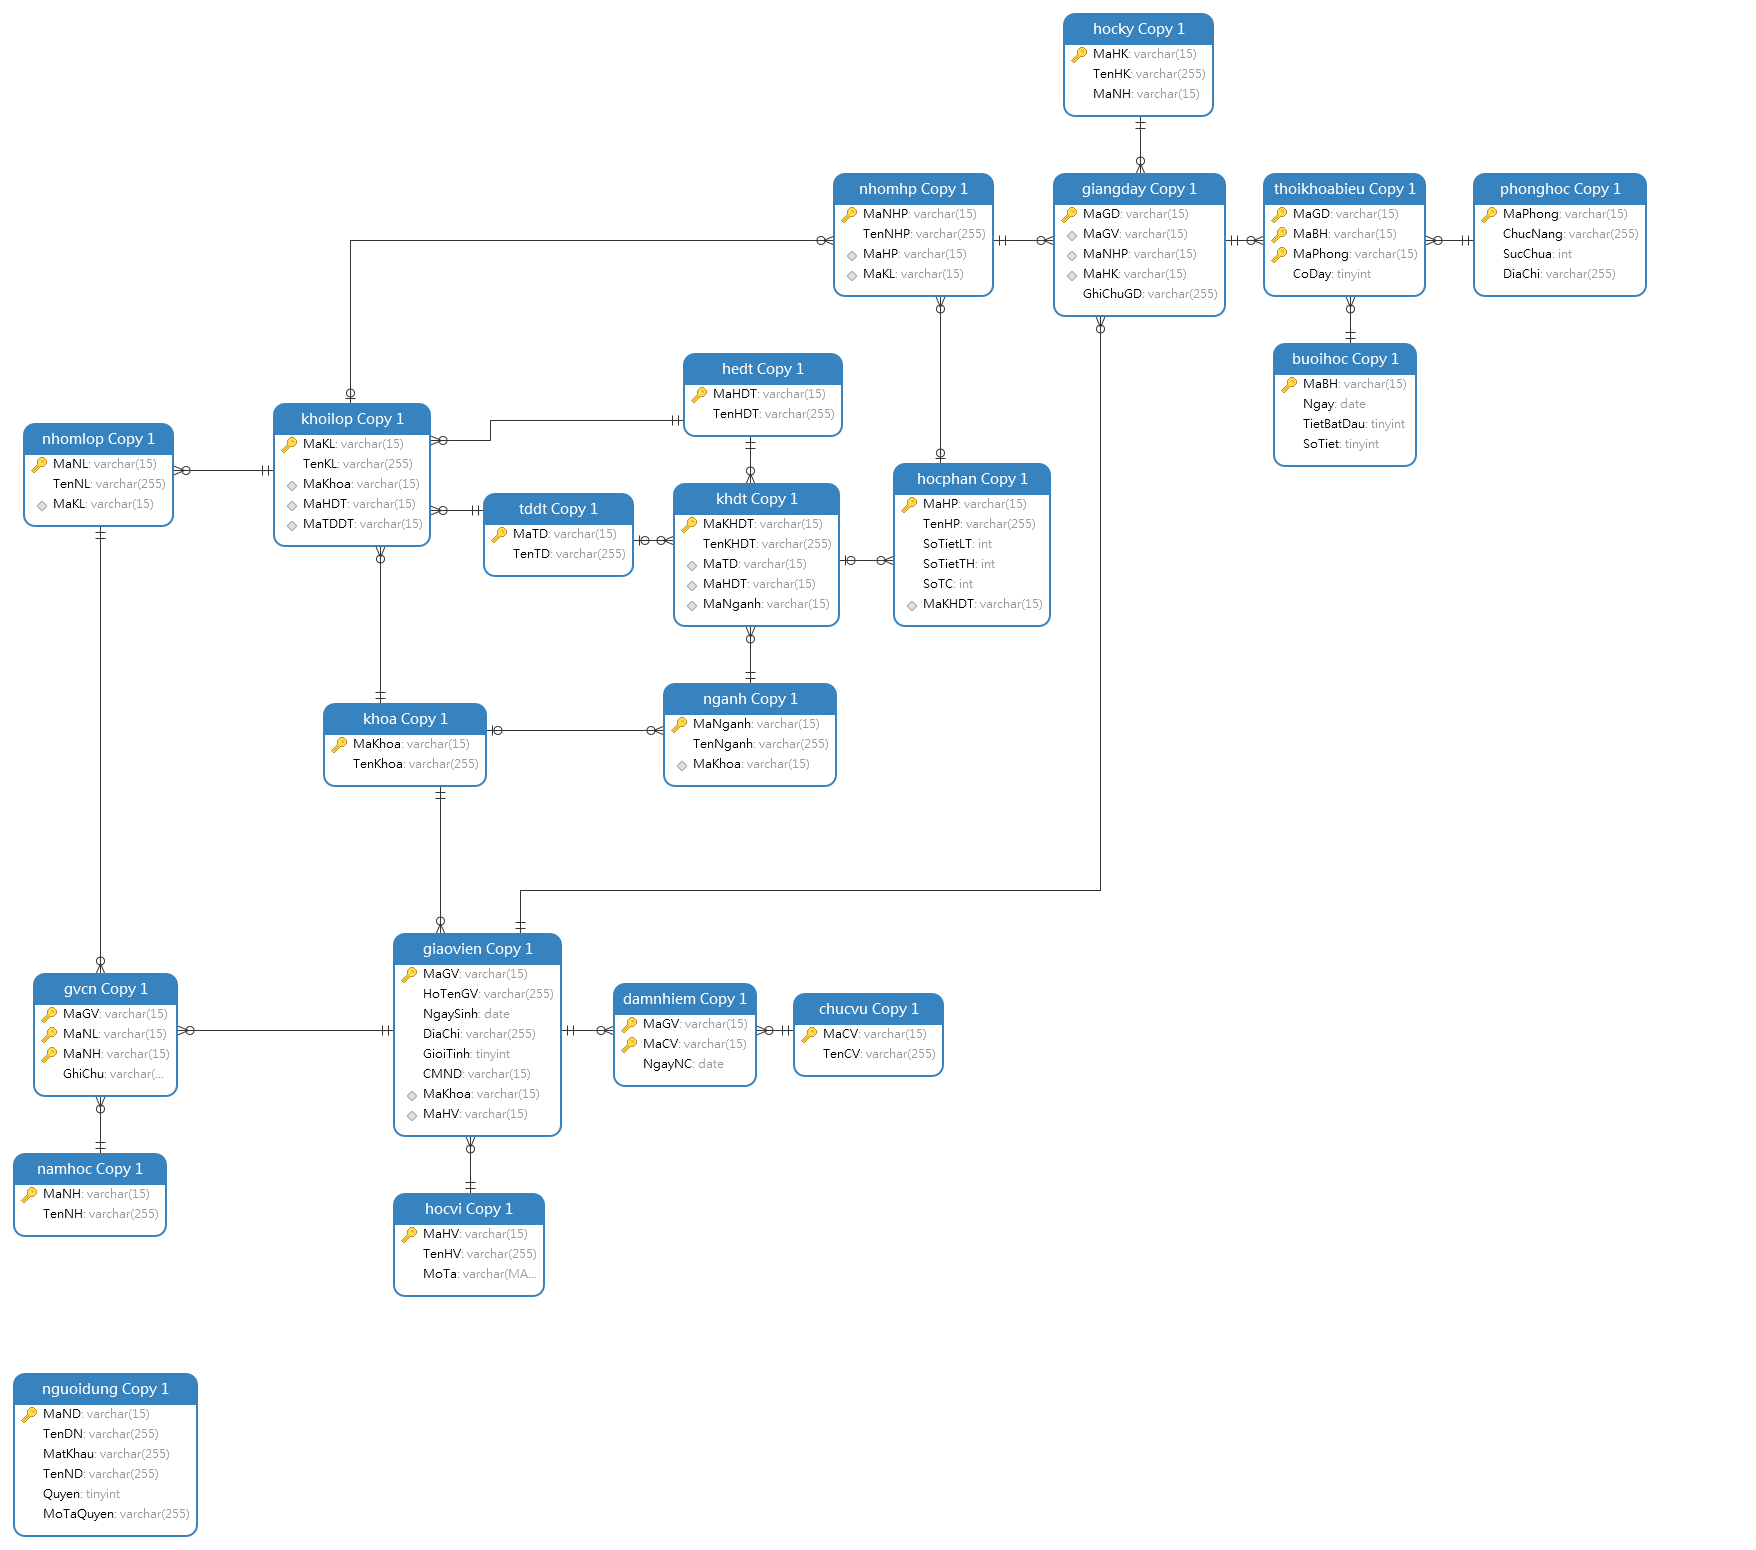 hocky Copy 1
MaHK: varchar(15)
TenHK: varchar(255)
MaNH: varchar(15)
nhomhp Copy 1
MaNHP: varchar(15)
TenNHP: varchar(255)
MaHP: varchar(15)
MaKL: varchar(15)
giangday Copy 1
MaGD: varchar(15)
MaGV: varchar(15)
MaNHP: varchar(15)
MaHK: varchar(15)
GhiChuGD: varchar(255)
thoikhoabieu Copy 1
MaGD: varchar(15)
MaBH: varchar(15)
MaPhong: varchar(15)
CoDay: tinyint
phonghoc Copy 1
MaPhong: varchar(15)
ChucNang: varchar(255)
SucChua: int
DiaChi: varchar(255)
buoihoc Copy 1
MaBH: varchar(15)
Ngay: date
TietBatDau: tinyint
SoTiet: tinyint
hedt Copy 1
MaHDT: varchar(15)
TenHDT: varchar(255)
khoilop Copy 1
MaKL: varchar(15)
TenKL: varchar(255)
MaKhoa: varchar(15)
MaHDT: varchar(15)
MaTDDT: varchar(15)
nhomlop Copy 1
MaNL: varchar(15)
TenNL: varchar(255)
MaKL: varchar(15)
tddt Copy 1
MaTD: varchar(15)
TenTD: varchar(255)
khdt Copy 1
MaKHDT: varchar(15)
TenKHDT: varchar(255)
MaTD: varchar(15)
MaHDT: varchar(15)
MaNganh: varchar(15)
hocphan Copy 1
MaHP: varchar(15)
TenHP: varchar(255)
SoTietLT: int
SoTietTH: int
SoTC: int
MaKHDT: varchar(15)
khoa Copy 1
MaKhoa: varchar(15)
TenKhoa: varchar(255)
nganh Copy 1
MaNganh: varchar(15)
TenNganh: varchar(255)
MaKhoa: varchar(15)
giaovien Copy 1
MaGV: varchar(15)
HoTenGV: varchar(255)
NgaySinh: date
DiaChi: varchar(255)
GioiTinh: tinyint
CMND: varchar(15)
MaKhoa: varchar(15)
MaHV: varchar(15)
gvcn Copy 1
MaGV: varchar(15)
MaNL: varchar(15)
MaNH: varchar(15)
GhiChu: varchar(...
damnhiem Copy 1
MaGV: varchar(15)
MaCV: varchar(15)
NgayNC: date
chucvu Copy 1
MaCV: varchar(15)
TenCV: varchar(255)
namhoc Copy 1
MaNH: varchar(15)
TenNH: varchar(255)
hocvi Copy 1
MaHV: varchar(15)
TenHV: varchar(255)
MoTa: varchar(MA...
nguoidung Copy 1
MaND: varchar(15)
TenDN: varchar(255)
MatKhau: varchar(255)
TenND: varchar(255)
Quyen: tinyint
MoTaQuyen: varchar(255)